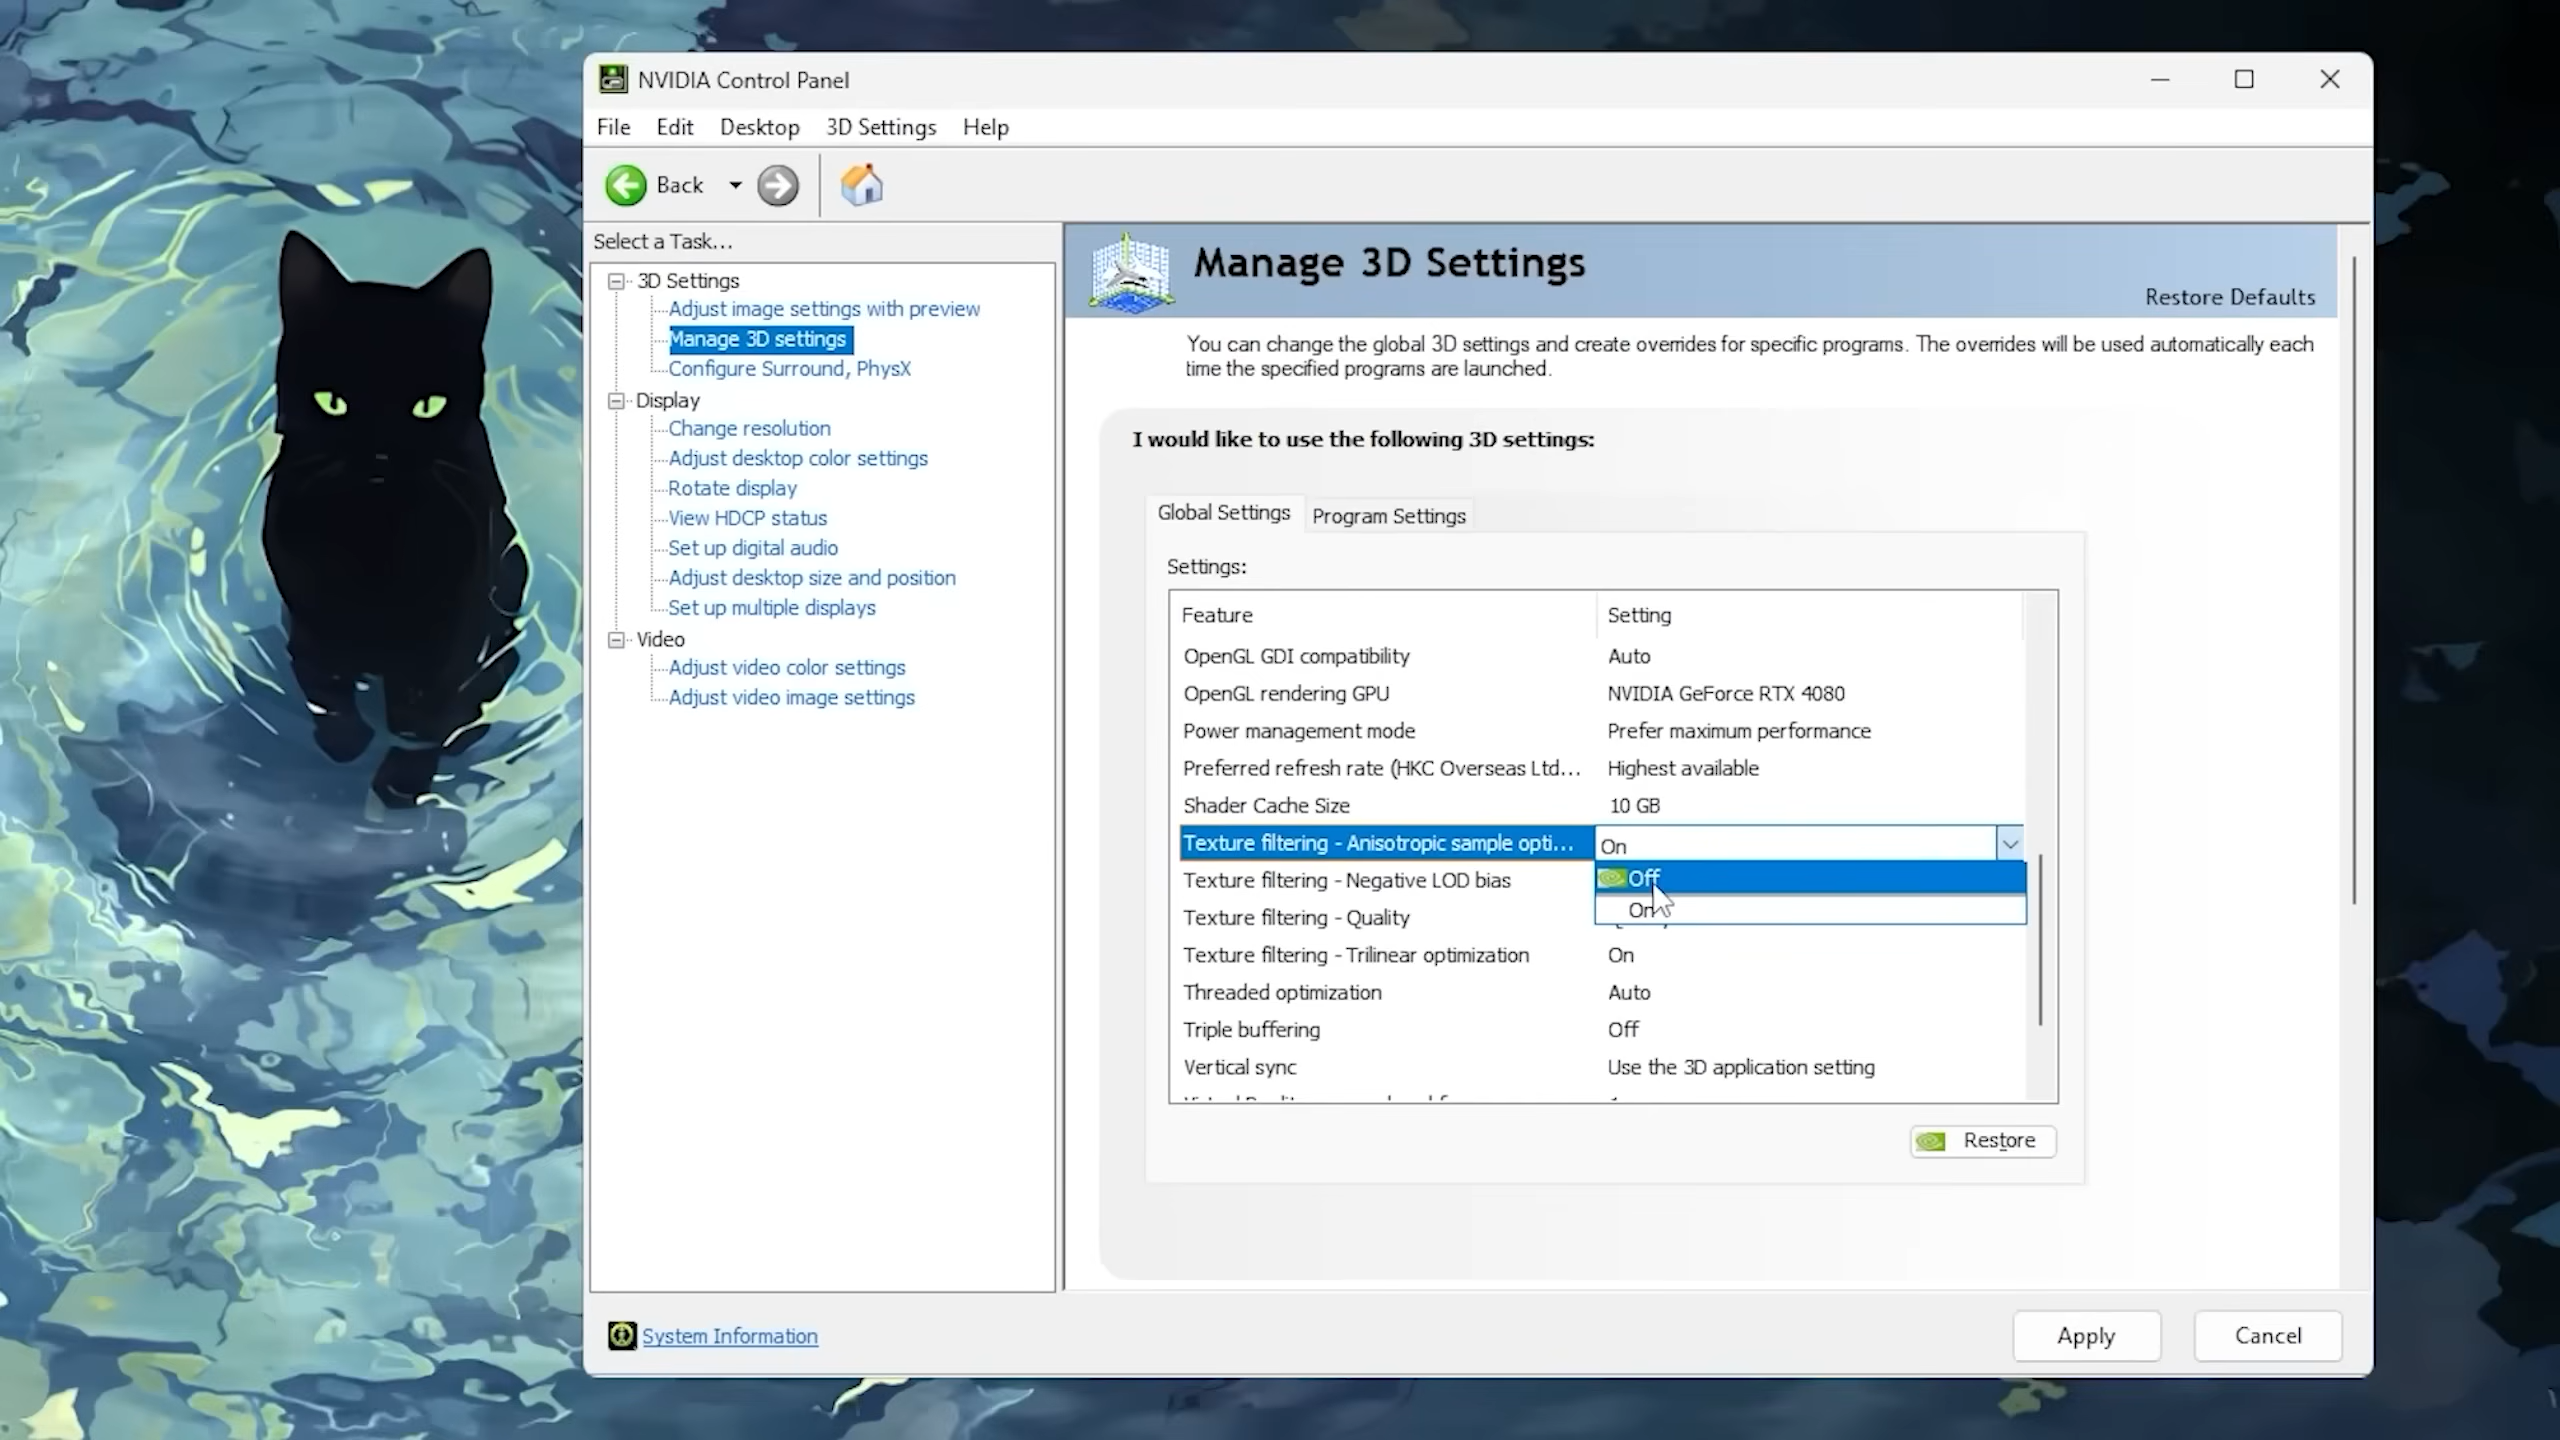 NVIDIA Control Panel
File Edit Desktop 3D Settings Help
Back
Select a Task...
3D Settings
Adjust image settings with preview
Manage 3D settings
Configure Surround, PhysX
Display
Change resolution
Adjust desktop color settings
Rotate display
View HDCP status
Set up digital audio
Adjust desktop size and position
Set up multiple displays
Video
Adjust video color settings
Adjust video image settings
System Information
Manage 3D Settings
Restore Defaults
You can change the global 3D settings and create overrides for specific programs. The overrides will be used automatically each
time the specified programs are launched.
I would like to use the following 3D settings:
Global Settings Program Settings
Settings:
Feature Setting
OpenGL GDI compatibility Auto
OpenGL rendering GPU NVIDIA GeForce RTX 4080
Power management mode Prefer maximum performance
Preferred refresh rate (HKC Overseas Ltd... Highest available
Shader Cache Size 10 GB
Texture filtering - Anisotropic sample opti... On
Off
Texture filtering - Negative LOD bias
On
Texture filtering - Quality
Texture filtering - Trilinear optimization On
Threaded optimization Auto
Triple buffering Off
Vertical sync Use the 3D application setting
Restore
Apply Cancel